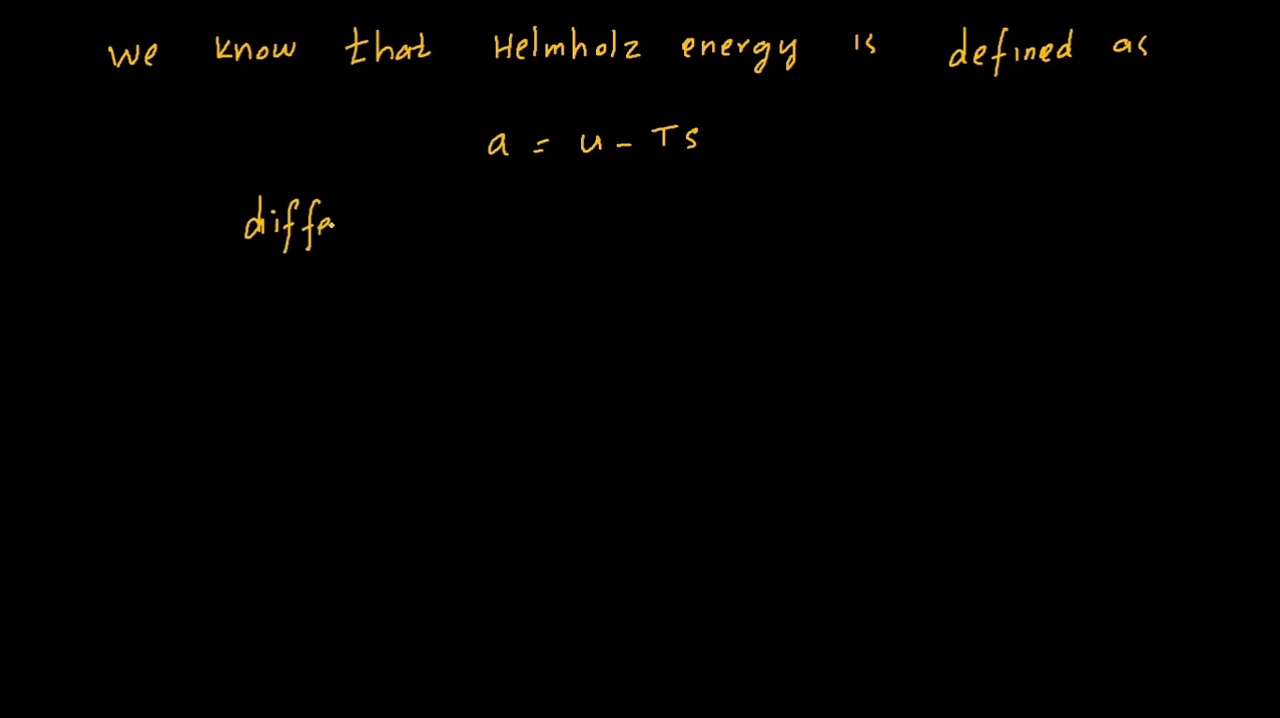 We know that Helmholz energy is defined as
a = u - Ts
diffe